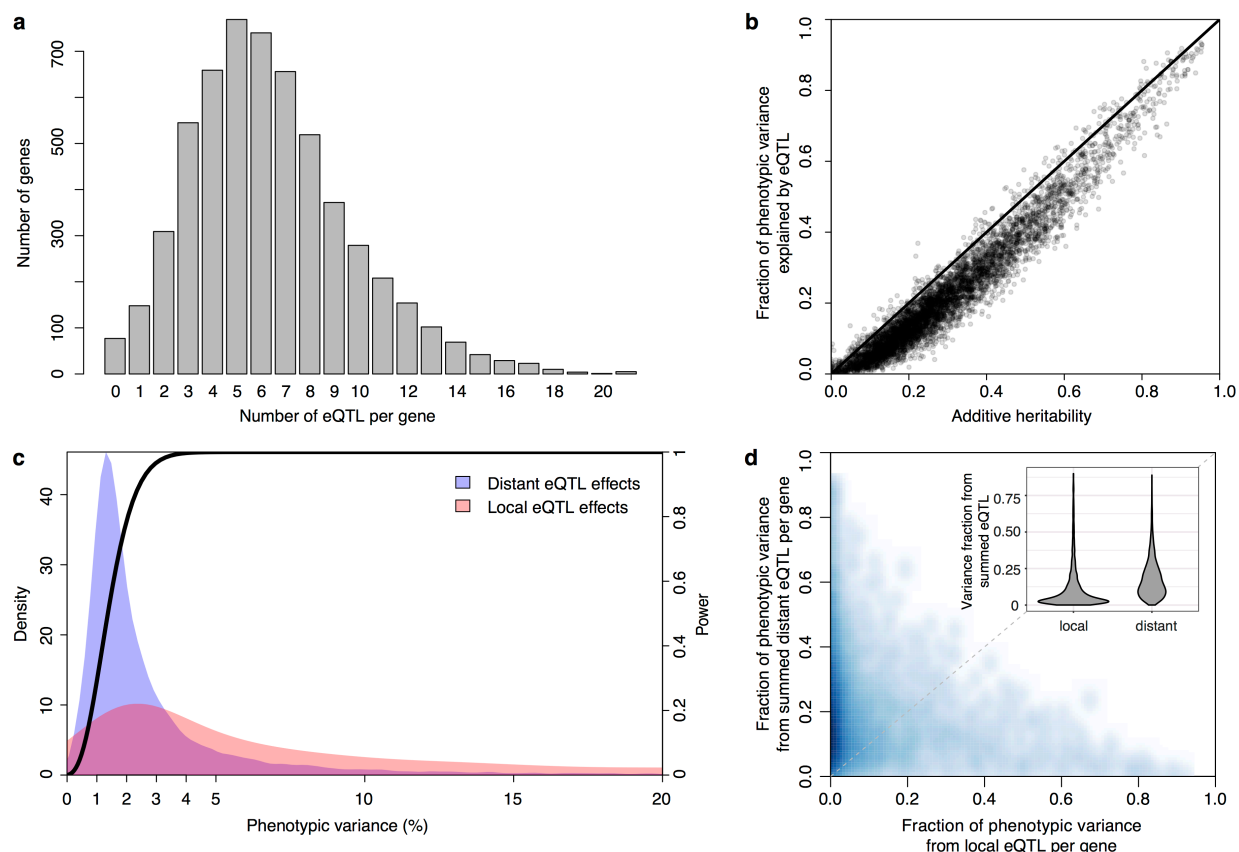 a
Number of genes
700
500
300
100
0
0 1 2 3 4 5 6 7 8 9 10 12 14 16 18 20
Number of eQTL per gene
b
Fraction of phenotypic variance
explained by eQTL
1.0
0.8
0.6
0.4
0.2
0.0
0.0 0.2 0.4 0.6 0.8 1.0
Additive heritability
c
Density
40
30
20
10
0
Distant eQTL effects
Local eQTL effects
1
0.8
0.6
0.4
0.2
0
Power
0 1 2 3 4 5 10 15 20
Phenotypic variance (%)
d
Fraction of phenotypic variance
from summed distant eQTL per gene
1.0
0.8
0.6
0.4
0.2
0.0
Variance fraction from
summed eQTL
0.75
0.50
0.25
0
local distant
0.0 0.2 0.4 0.6 0.8 1.0
Fraction of phenotypic variance
from local eQTL per gene